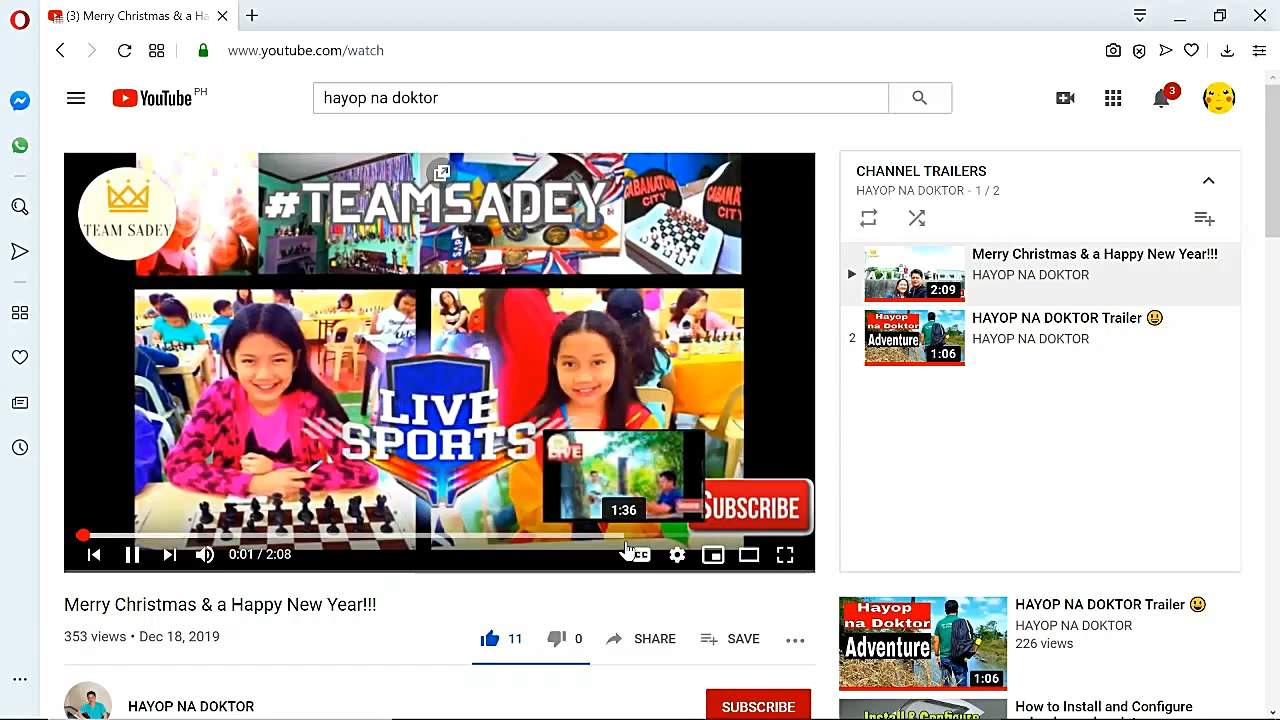 (3) Merry Christmas & a Ha
www.youtube.com/watch
YouTube PH
hayop na doktor
3
TEAM SADEY
#TEAMSADEY
CABANATUAN
CITY
LIVE
SPORTS
LIVE
1:36
SUBSCRIBE
0:01 / 2:08
CC
CHANNEL TRAILERS
HAYOP NA DOKTOR - 1 / 2
Merry Christmas & a Happy New Year!!!
HAYOP NA DOKTOR
2:09
2
Hayop
na Doktor
Adventure
1:06
HAYOP NA DOKTOR Trailer
HAYOP NA DOKTOR
Merry Christmas & a Happy New Year!!!
353 views • Dec 18, 2019
11
0
SHARE
SAVE
HAYOP NA DOKTOR
SUBSCRIBE
Hayop
na Doktor
Adventure
1:06
HAYOP NA DOKTOR Trailer
HAYOP NA DOKTOR
226 views
Install & Configure
How to Install and Configure